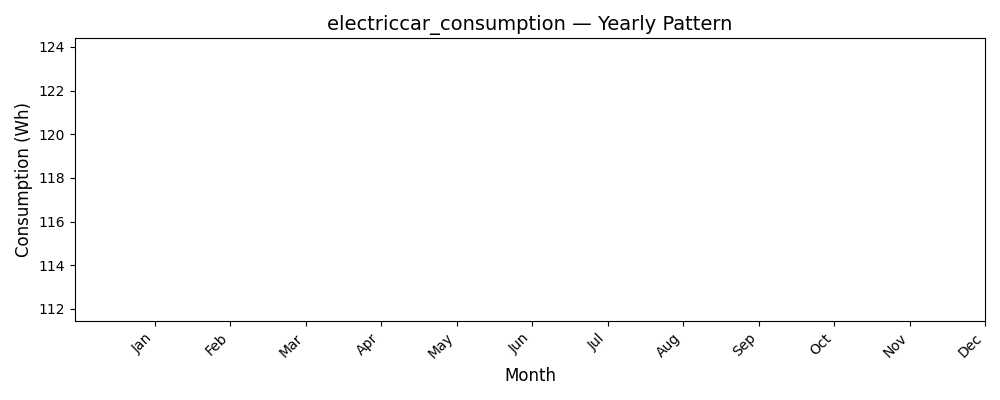 electriccar_consumption — Yearly Pattern
Consumption (Wh)
124
122
120
118
116
114
112
Jan
Feb
Mar
Apr
May
Jun
Jul
Aug
Sep
Oct
Nov
Dec
Month